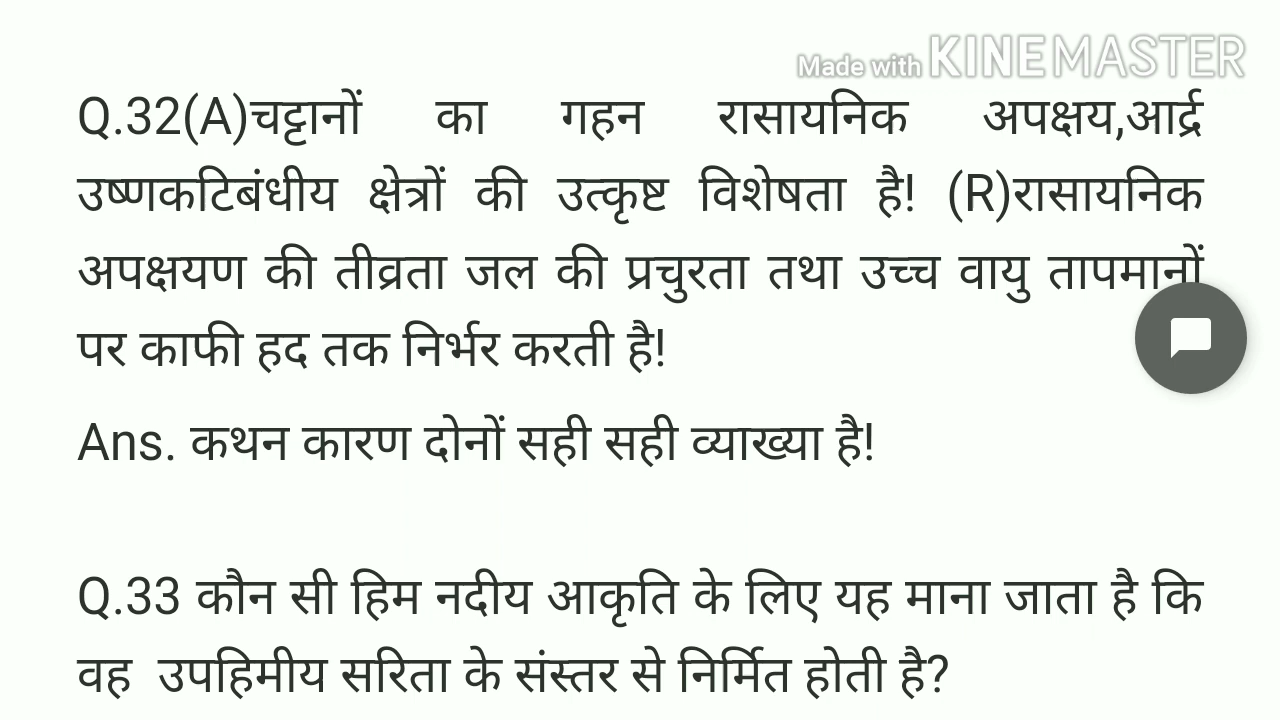 Made with KINEMASTER
Q.32(A)चट्टानों का गहन रासायनिक अपक्षय,आर्द्र
उष्णकटिबंधीय क्षेत्रों की उत्कृष्ट विशेषता है! (R)रासायनिक
अपक्षयण की तीव्रता जल की प्रचुरता तथा उच्च वायु तापमानों
पर काफी हद तक निर्भर करती है!
Ans. कथन कारण दोनों सही सही व्याख्या है!
Q.33 कौन सी हिम नदीय आकृति के लिए यह माना जाता है कि
वह उपहिमीय सरिता के संस्तर से निर्मित होती है?